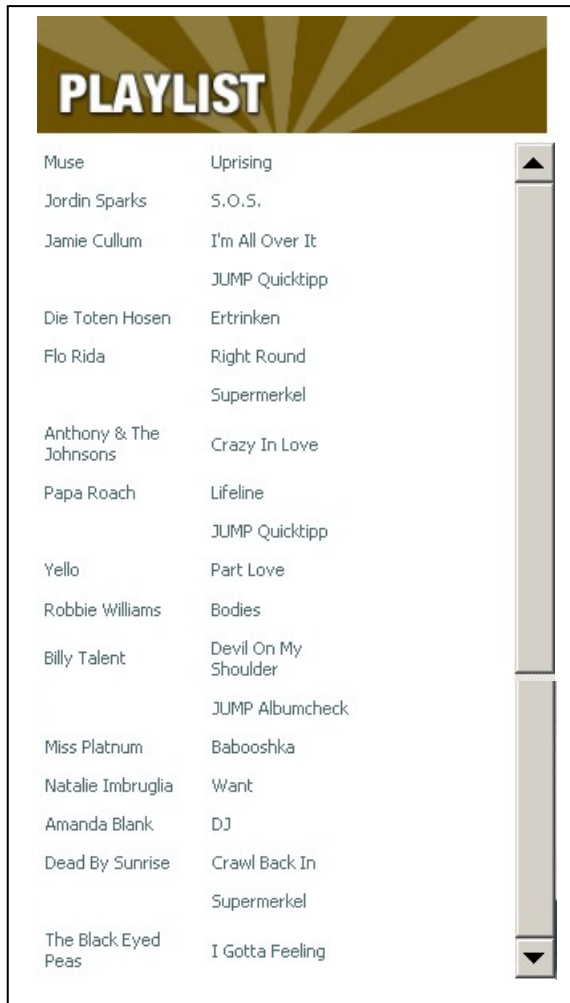 PLAYLIST
Muse Uprising
Jordin Sparks S.O.S.
Jamie Cullum I'm All Over It
JUMP Quicktipp
Die Toten Hosen Ertrinken
Flo Rida Right Round
Supermerkel
Anthony & The
Johnsons Crazy In Love
Papa Roach Lifeline
JUMP Quicktipp
Yello Part Love
Robbie Williams Bodies
Billy Talent Devil On My
Shoulder
JUMP Albumcheck
Miss Platnum Babooshka
Natalie Imbruglia Want
Amanda Blank DJ
Dead By Sunrise Crawl Back In
Supermerkel
The Black Eyed
Peas I Gotta Feeling